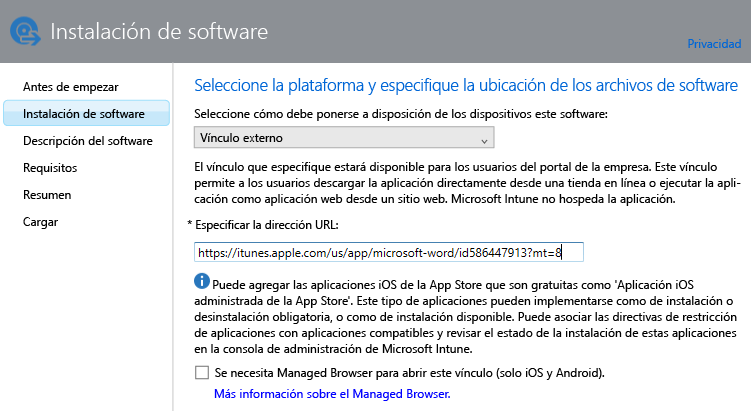 Instalación de software
Privacidad
Antes de empezar
Instalación de software
Descripción del software
Requisitos
Resumen
Cargar
Seleccione la plataforma y especifique la ubicación de los archivos de software
Seleccione cómo debe ponerse a disposición de los dispositivos este software:
Vínculo externo
El vínculo que especifique estará disponible para los usuarios del portal de la empresa. Este vínculo
permite a los usuarios descargar la aplicación directamente desde una tienda en línea o ejecutar la apli-
cación como aplicación web desde un sitio web. Microsoft Intune no hospeda la aplicación.
* Especificar la dirección URL:
https://itunes.apple.com/us/app/microsoft-word/id586447913?mt=8
Puede agregar las aplicaciones iOS de la App Store que son gratuitas como 'Aplicación iOS
administrada de la App Store'. Este tipo de aplicaciones pueden implementarse como de instalación o
desinstalación obligatoria, o como de instalación disponible. Puede asociar las directivas de restricción
de aplicaciones con aplicaciones compatibles y revisar el estado de la instalación de estas aplicaciones
en la consola de administración de Microsoft Intune.
Se necesita Managed Browser para abrir este vínculo (solo iOS y Android).
Más información sobre el Managed Browser.